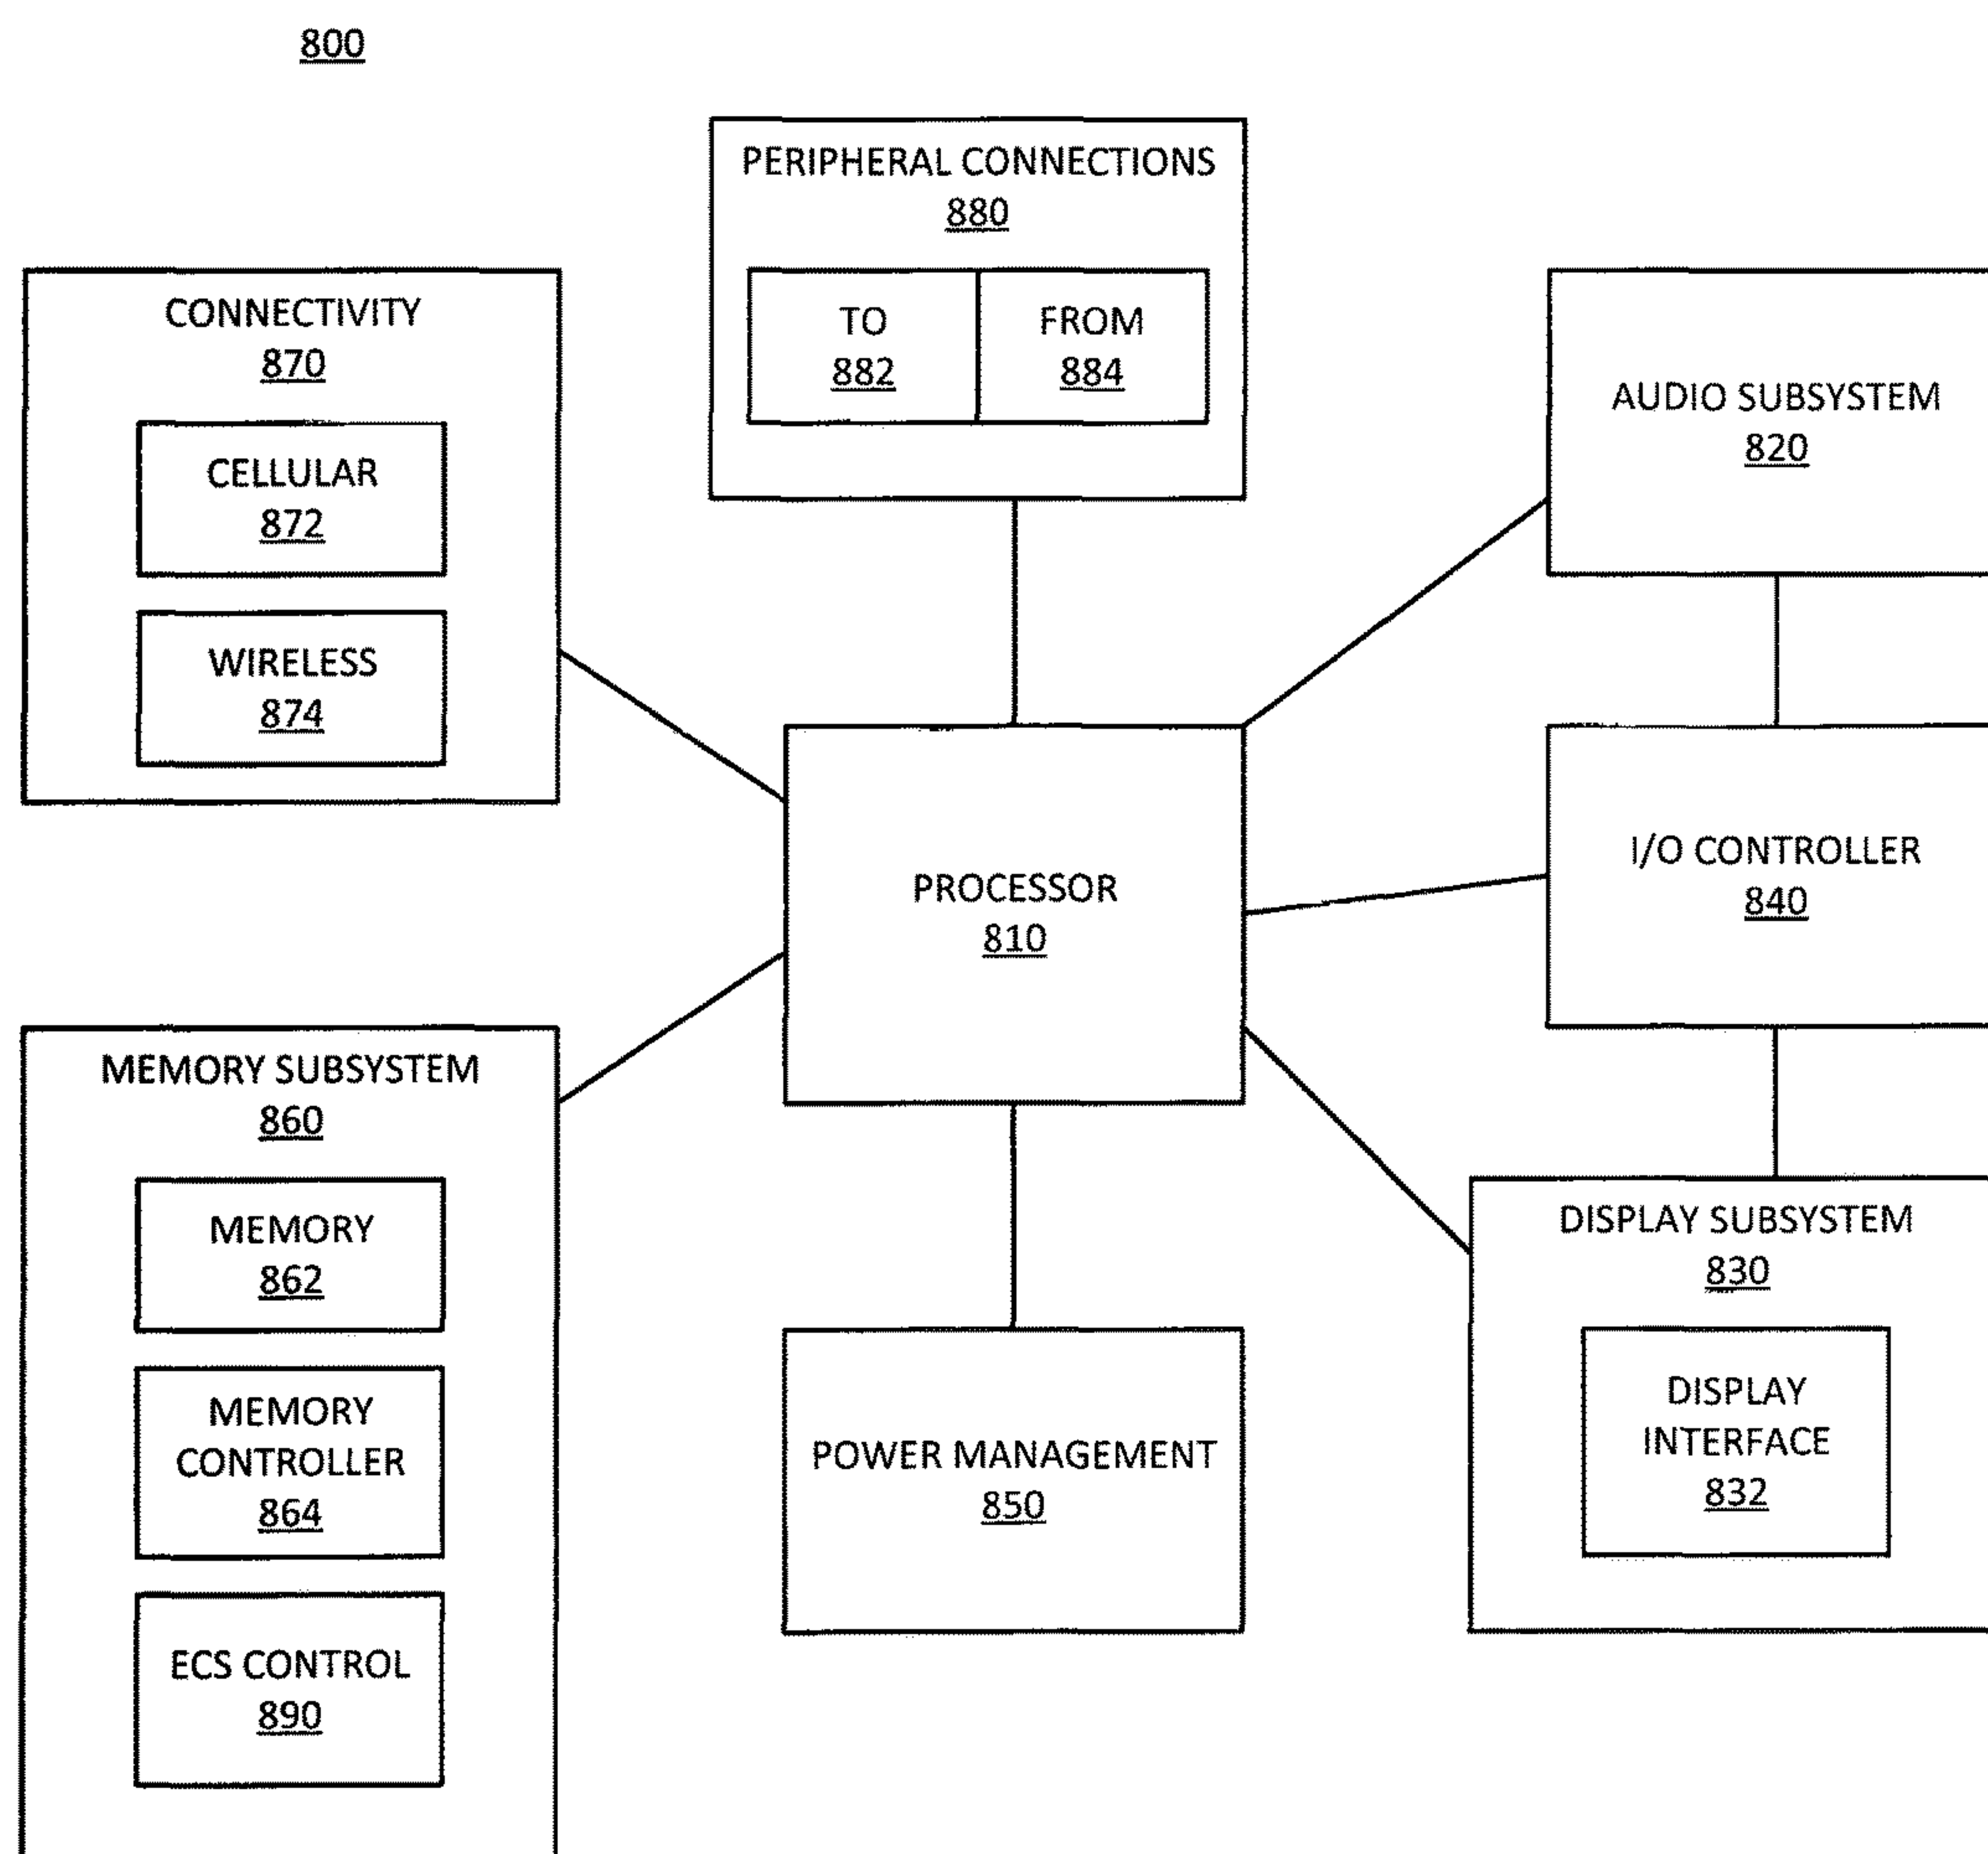 800
PERIPHERAL CONNECTIONS
880
TO
882
FROM
884
CONNECTIVITY
870
CELLULAR
872
WIRELESS
874
AUDIO SUBSYSTEM
820
PROCESSOR
810
I/O CONTROLLER
840
MEMORY SUBSYSTEM
860
MEMORY
862
MEMORY
CONTROLLER
864
ECS CONTROL
890
POWER MANAGEMENT
850
DISPLAY SUBSYSTEM
830
DISPLAY
INTERFACE
832